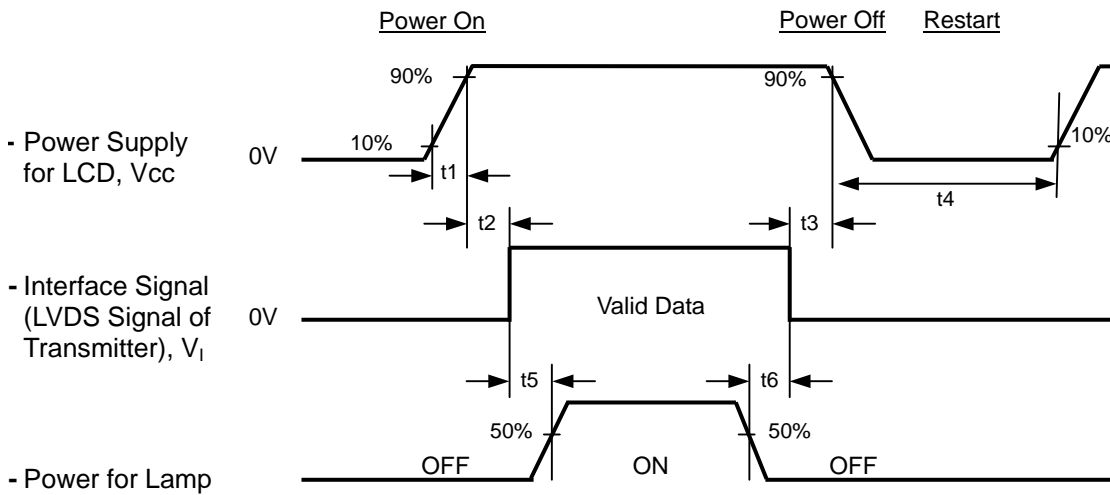 Power On
Power Off
Restart
90%
90%
- Power Supply
for LCD, Vcc
0V
10%
10%
t1
t4
t2
t3
- Interface Signal
(LVDS Signal of
Transmitter), VI
0V
Valid Data
t5
t6
50%
50%
- Power for Lamp
OFF
ON
OFF